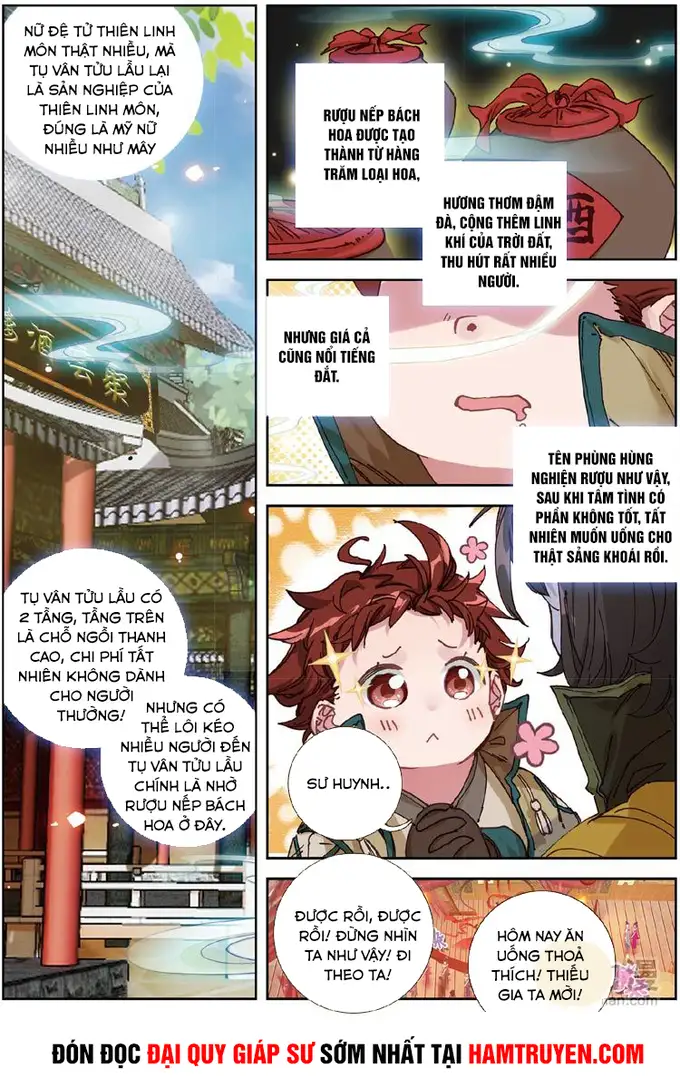 NỮ ĐỆ TỬ THIÊN LINH
MÔN THẬT NHIỀU, MÀ
TỤ VÂN TỬU LẦU LẠI
LÀ SẢN NGHIỆP CỦA
THIÊN LINH MÔN,
ĐÚNG LÀ MỸ NỮ
NHIỀU NHƯ MÂY
TỤ VÂN TỬU LẦU CÓ
2 TẦNG, TẦNG TRÊN
LÀ CHỖ NGỒI THANH
CAO, CHI PHÍ TẤT
NHIÊN KHÔNG DÀNH
CHO NGƯỜI
THƯỜNG!
NHƯNG CÓ
THỂ LÔI KÉO
NHIỀU NGƯỜI ĐẾN
TỤ VÂN TỬU LẦU
CHÍNH LÀ NHỜ
RƯỢU NẾP BÁCH
HOA Ở ĐÂY.
RƯỢU NẾP BÁCH
HOA ĐƯỢC TẠO
THÀNH TỪ HÀNG
TRĂM LOẠI HOA,
HƯƠNG THƠM ĐẬM
ĐÀ, CỘNG THÊM LINH
KHÍ CỦA TRỜI ĐẤT,
THU HÚT RẤT NHIỀU
NGƯỜI.
酒
NHƯNG GIÁ CẢ
CŨNG NỔI TIẾNG
ĐẮT.
TÊN PHÙNG HÙNG
NGHIỆN RƯỢU NHƯ VẬY,
SAU KHI TÂM TÌNH CÓ
PHẦN KHÔNG TỐT, TẤT
NHIÊN MUỐN UỐNG CHO
THẬT SẢNG KHOÁI RỒI.
SƯ HUYNH..
ĐƯỢC RỒI, ĐƯỢC
RỒI! ĐỪNG NHÌN
TA NHƯ VẬY! ĐI
THEO TA!
HÔM NAY ĂN
UỐNG THOẢ
THÍCH! THIẾU
GIA TA MỜI!
ĐÓN ĐỌC ĐẠI QUY GIÁP SƯ SỚM NHẤT TẠI HAMTRUYEN.COM